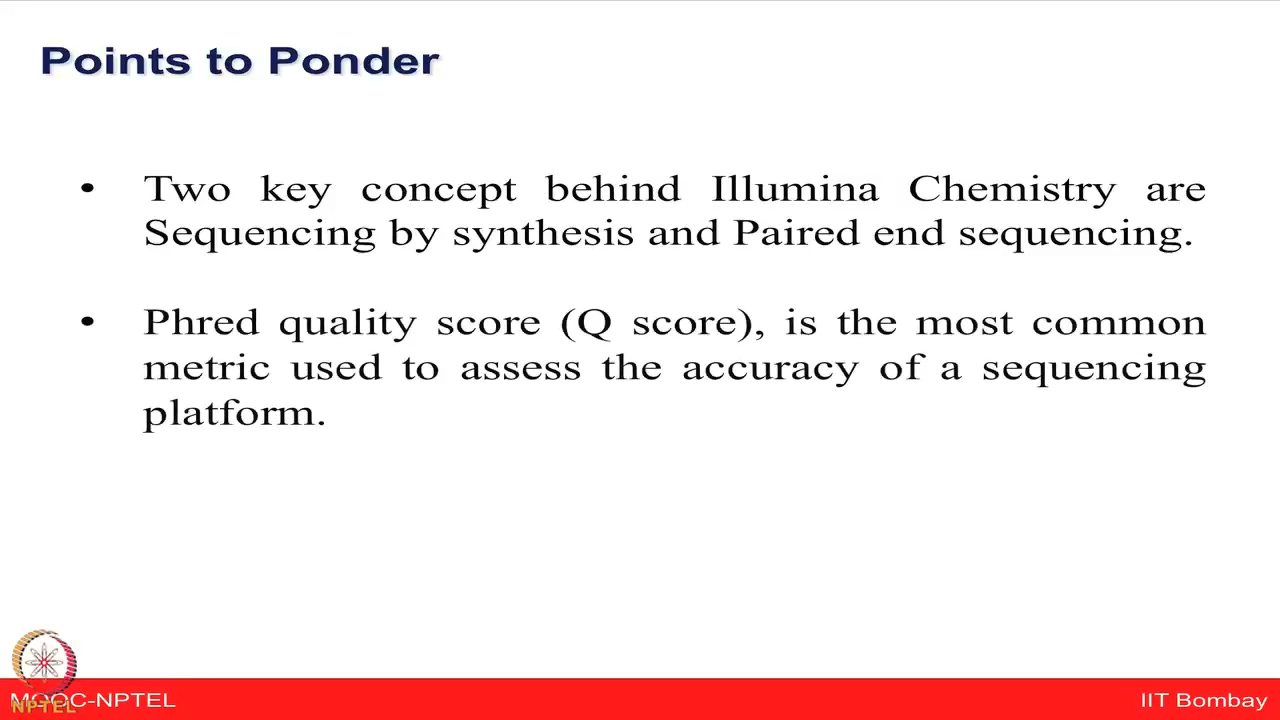 Points to Ponder
• Two key concept behind Illumina Chemistry are
Sequencing by synthesis and Paired end sequencing.
• Phred quality score (Q score), is the most common
metric used to assess the accuracy of a sequencing
platform.
MOOC-NPTEL
NPTEL
IIT Bombay